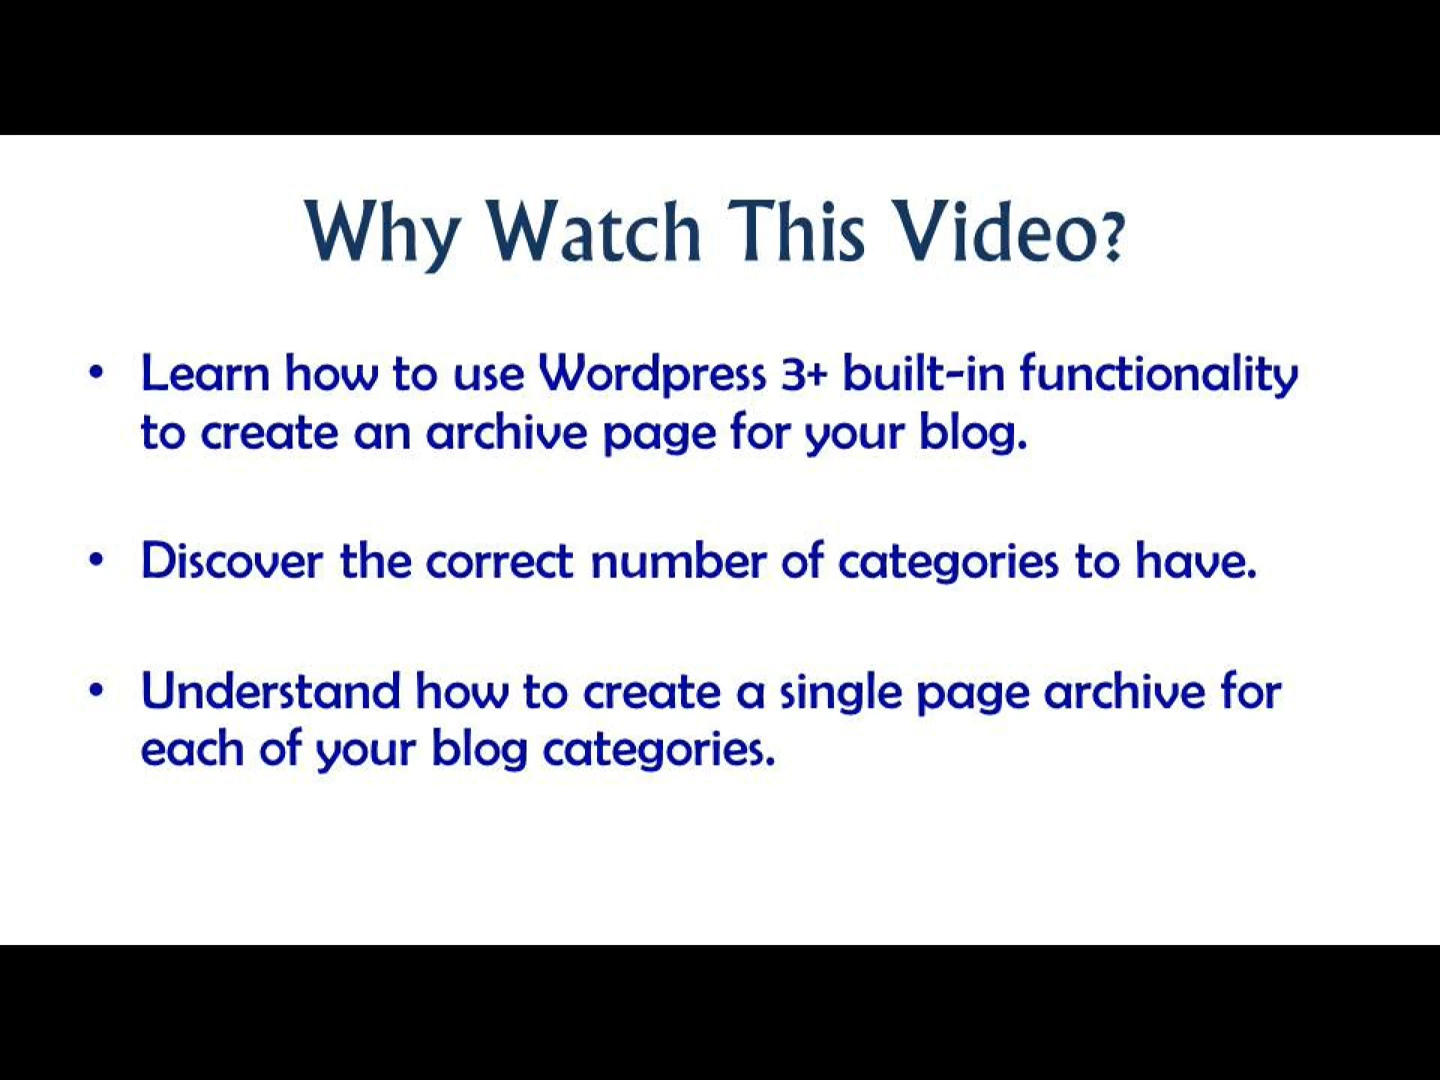 Why Watch This Video?
• Learn how to use Wordpress 3+ built-in functionality
to create an archive page for your blog.
• Discover the correct number of categories to have.
• Understand how to create a single page archive for
each of your blog categories.